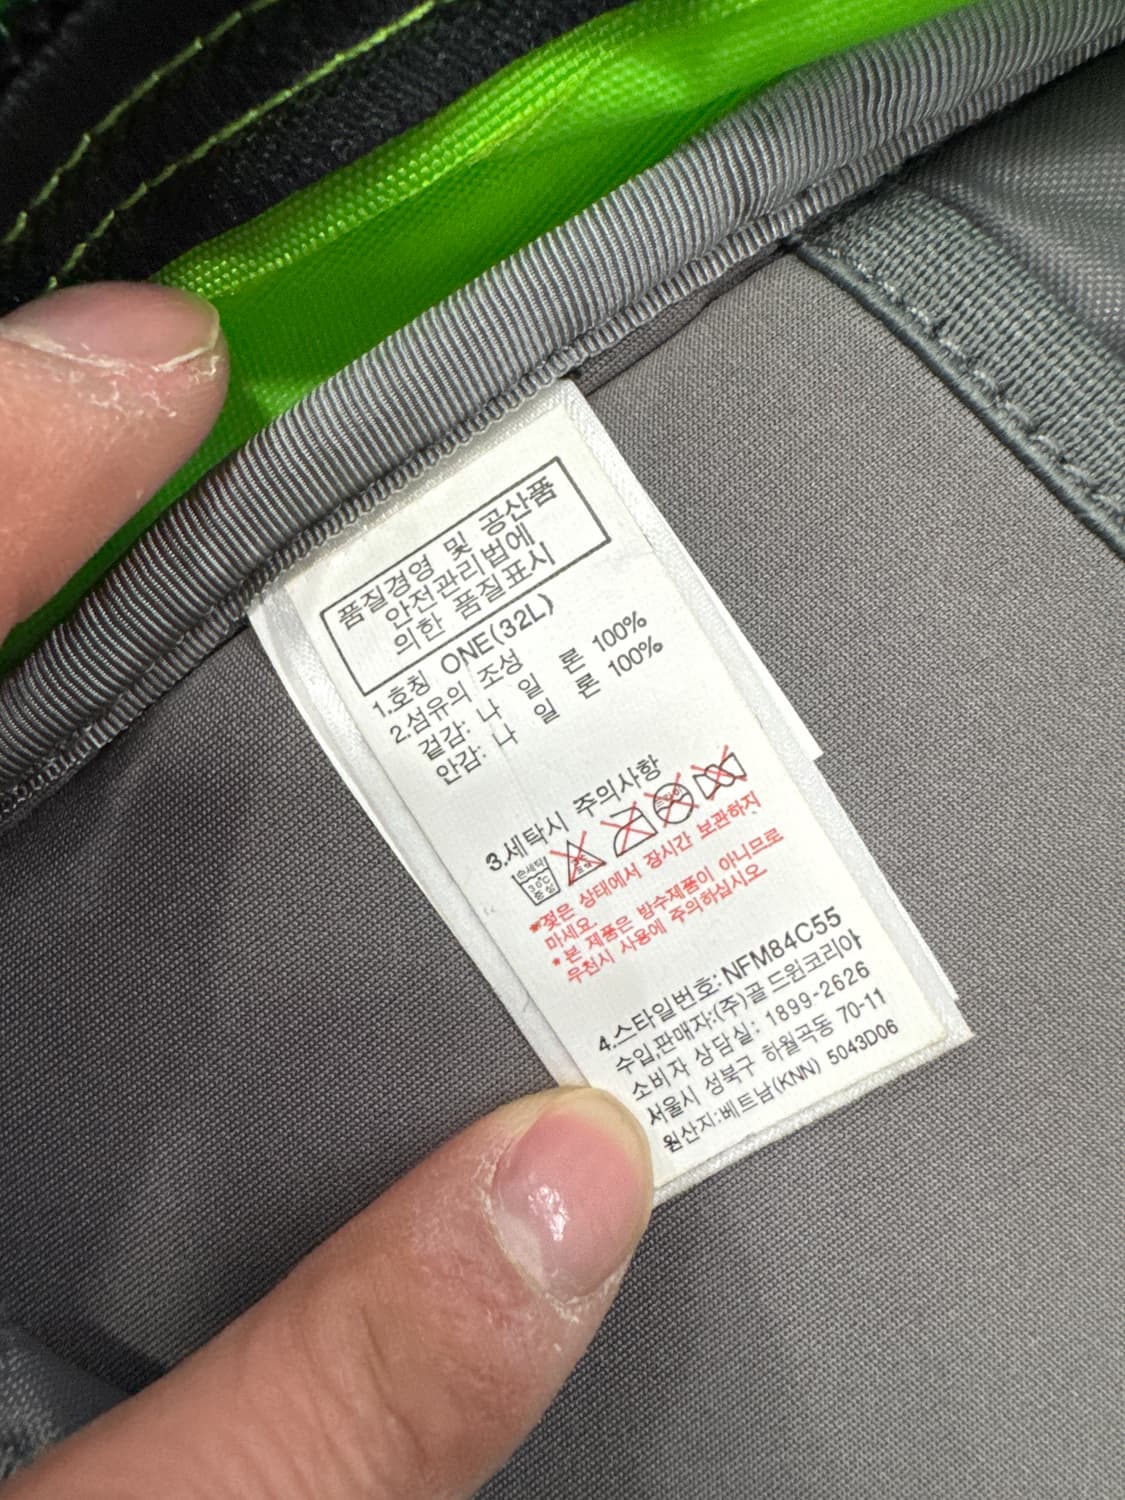 품질경영 및 공산품
안전관리법에
의한 품질표시
1.호칭 ONE(32L)
2.섬유의 조성
겉감: 나 일 론 100%
안감: 나 일 론 100%
3.세탁시 주의사항
손세탁
30°C
중성
*젖은 상태에서 장시간 보관하지
마세요.
*본 제품은 방수제품이 아니므로
우천시 사용에 주의하십시오.
4.스타일번호:NFM84C55
수입,판매자:(주)골드윈코리아
소비자 상담실: 1899-2626
서울시 성북구 하월곡동 70-11
원산지:베트남(KNN) 5043D06